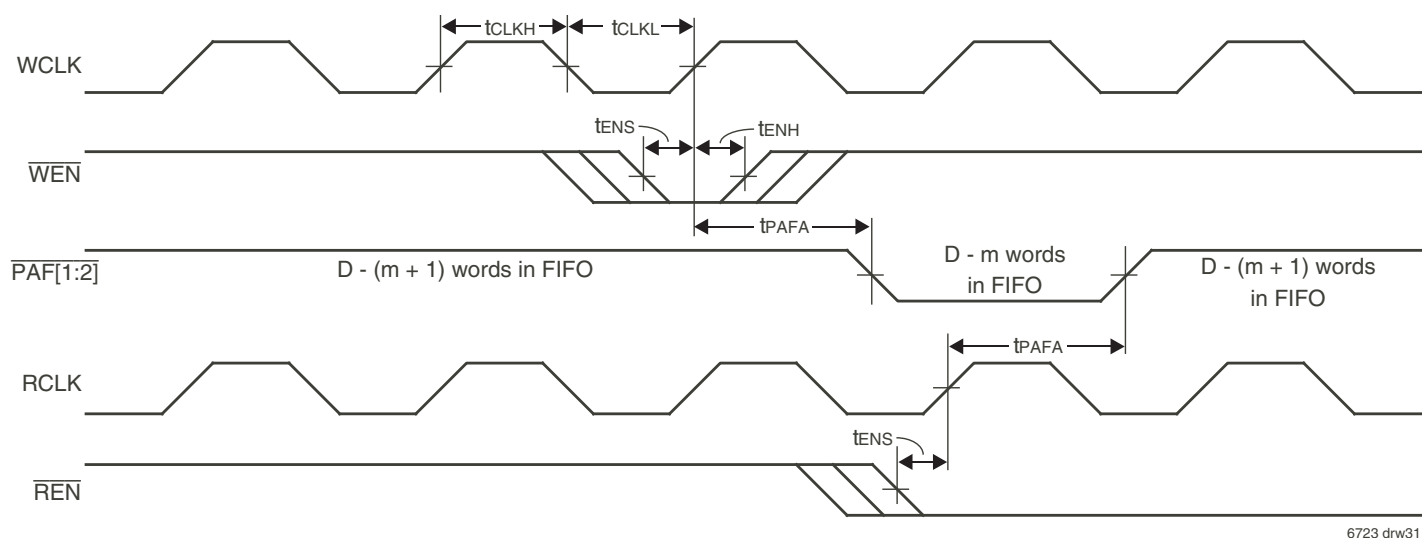 tCLKH
tCLKL
WCLK
tENS
tENH
WEN
tPAFA
PAF[1:2]
D - (m + 1) words in FIFO
D - m words
in FIFO
D - (m + 1) words
in FIFO
tPAFA
RCLK
tENS
REN
6723 drw31